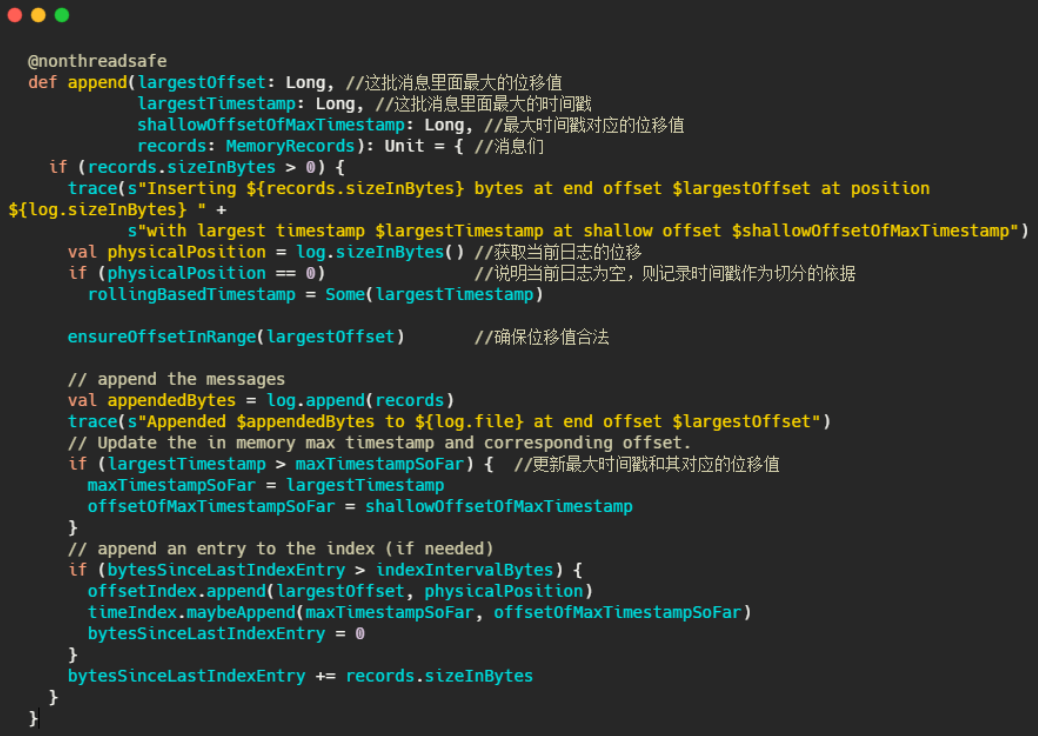 @nonthreadsafe
def append(largestOffset: Long, //这批消息里面最大的位移值
largestTimestamp: Long, //这批消息里面最大的时间戳
shallowOffsetOfMaxTimestamp: Long, //最大时间戳对应的位移值
records: MemoryRecords): Unit = { //消息们
if (records.sizeInBytes > 0) {
trace(s"Inserting ${records.sizeInBytes} bytes at end offset $largestOffset at position
${log.sizeInBytes} " +
s"with largest timestamp $largestTimestamp at shallow offset $shallowOffsetOfMaxTimestamp")
val physicalPosition = log.sizeInBytes() //获取当前日志的位移
if (physicalPosition == 0) //说明当前日志为空，则记录时间戳作为切分的依据
rollingBasedTimestamp = Some(largestTimestamp)
ensureOffsetInRange(largestOffset) //确保位移值合法
// append the messages
val appendedBytes = log.append(records)
trace(s"Appended $appendedBytes to ${log.file} at end offset $largestOffset")
// Update the in memory max timestamp and corresponding offset.
if (largestTimestamp > maxTimestampSoFar) { //更新最大时间戳和其对应的位移值
maxTimestampSoFar = largestTimestamp
offsetOfMaxTimestampSoFar = shallowOffsetOfMaxTimestamp
}
// append an entry to the index (if needed)
if (bytesSinceLastIndexEntry > indexIntervalBytes) {
offsetIndex.append(largestOffset, physicalPosition)
timeIndex.maybeAppend(maxTimestampSoFar, offsetOfMaxTimestampSoFar)
bytesSinceLastIndexEntry = 0
}
bytesSinceLastIndexEntry += records.sizeInBytes
}
}